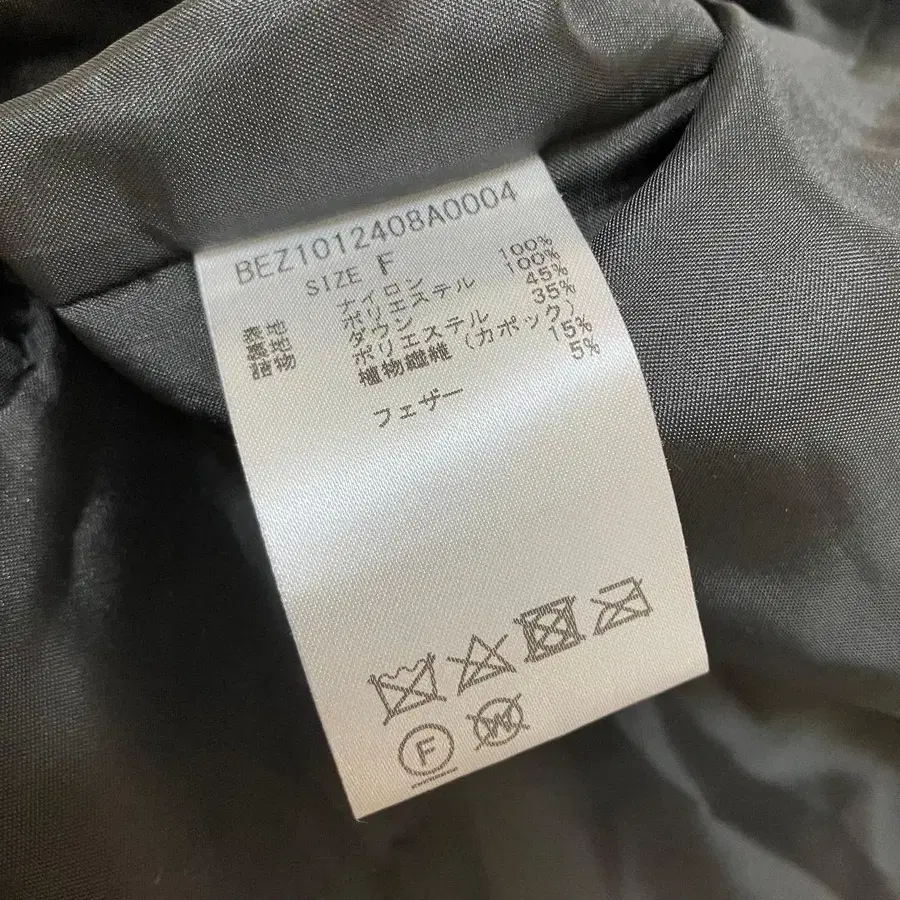 BEZ1012408A0004
SIZE F
表地 ナイロン 100%
裏地 ポリエステル 100%
詰物 ダウン 45%
ポリエステル 35%
植物繊維(カポック) 15%
フェザー 5%
F
W